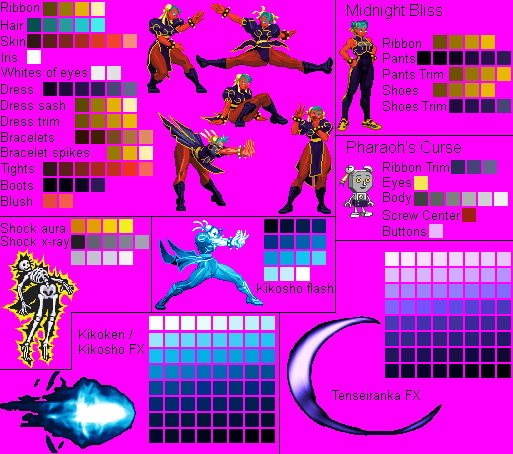 Ribbon
Hair
Skin
Iris
Whites of eyes
Dress
Dress sash
Dress trim
Bracelets
Bracelet spikes
Tights
Boots
Blush
Midnight Bliss
Ribbon
Pants
Pants Trim
Shoes
Shoes Trim
Pharaoh's Curse
Ribbon Trim
Eyes
Body
Screw Center
Buttons
Shock aura
Shock x-ray
Kikosho flash
Kikoken /
Kikosho FX
Tenseiranka FX